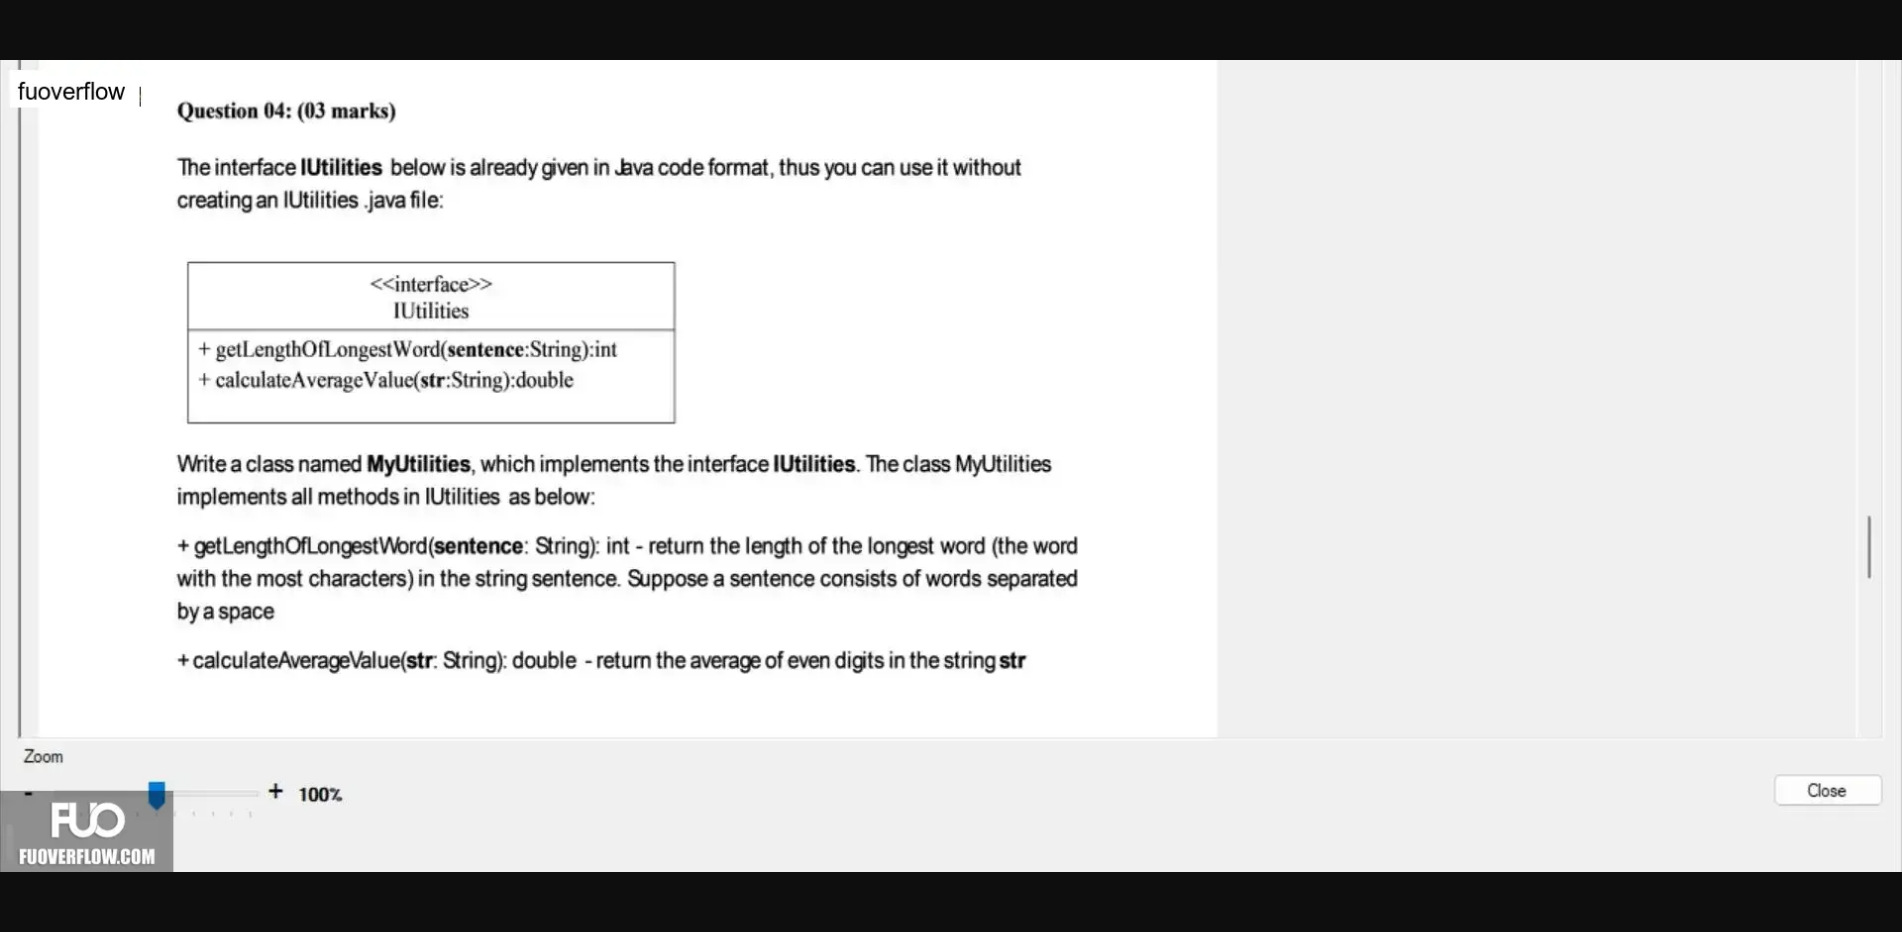 fuoverflow
Question 04: (03 marks)
The interface IUtilities below is already given in Java code format, thus you can use it without
creating an IUtilities .java file:
<<interface>>
IUtilities
+ getLengthOfLongestWord(sentence:String):int
+ calculateAverageValue(str:String):double
Write a class named MyUtilities, which implements the interface IUtilities. The class MyUtilities
implements all methods in IUtilities as below:
+ getLengthOfLongestWord(sentence: String): int - return the length of the longest word (the word
with the most characters) in the string sentence. Suppose a sentence consists of words separated
by a space
+ calculateAverageValue(str: String): double - return the average of even digits in the string str
Zoom
- + 100%
Close
FUO
FUOVERFLOW.COM